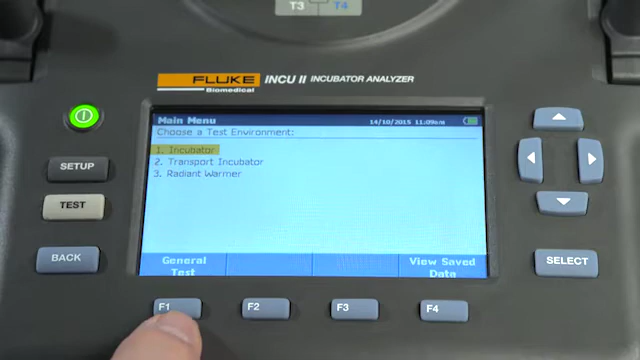 T3 T4
FLUKE
Biomedical
INCU II INCUBATOR ANALYZER
Main Menu 14/10/2015 11:09AM
Choose a Test Environment:
1. Incubator
2. Transport Incubator
3. Radiant Warmer
General Test
View Saved Data
SETUP
TEST
BACK
SELECT
F1 F2 F3 F4